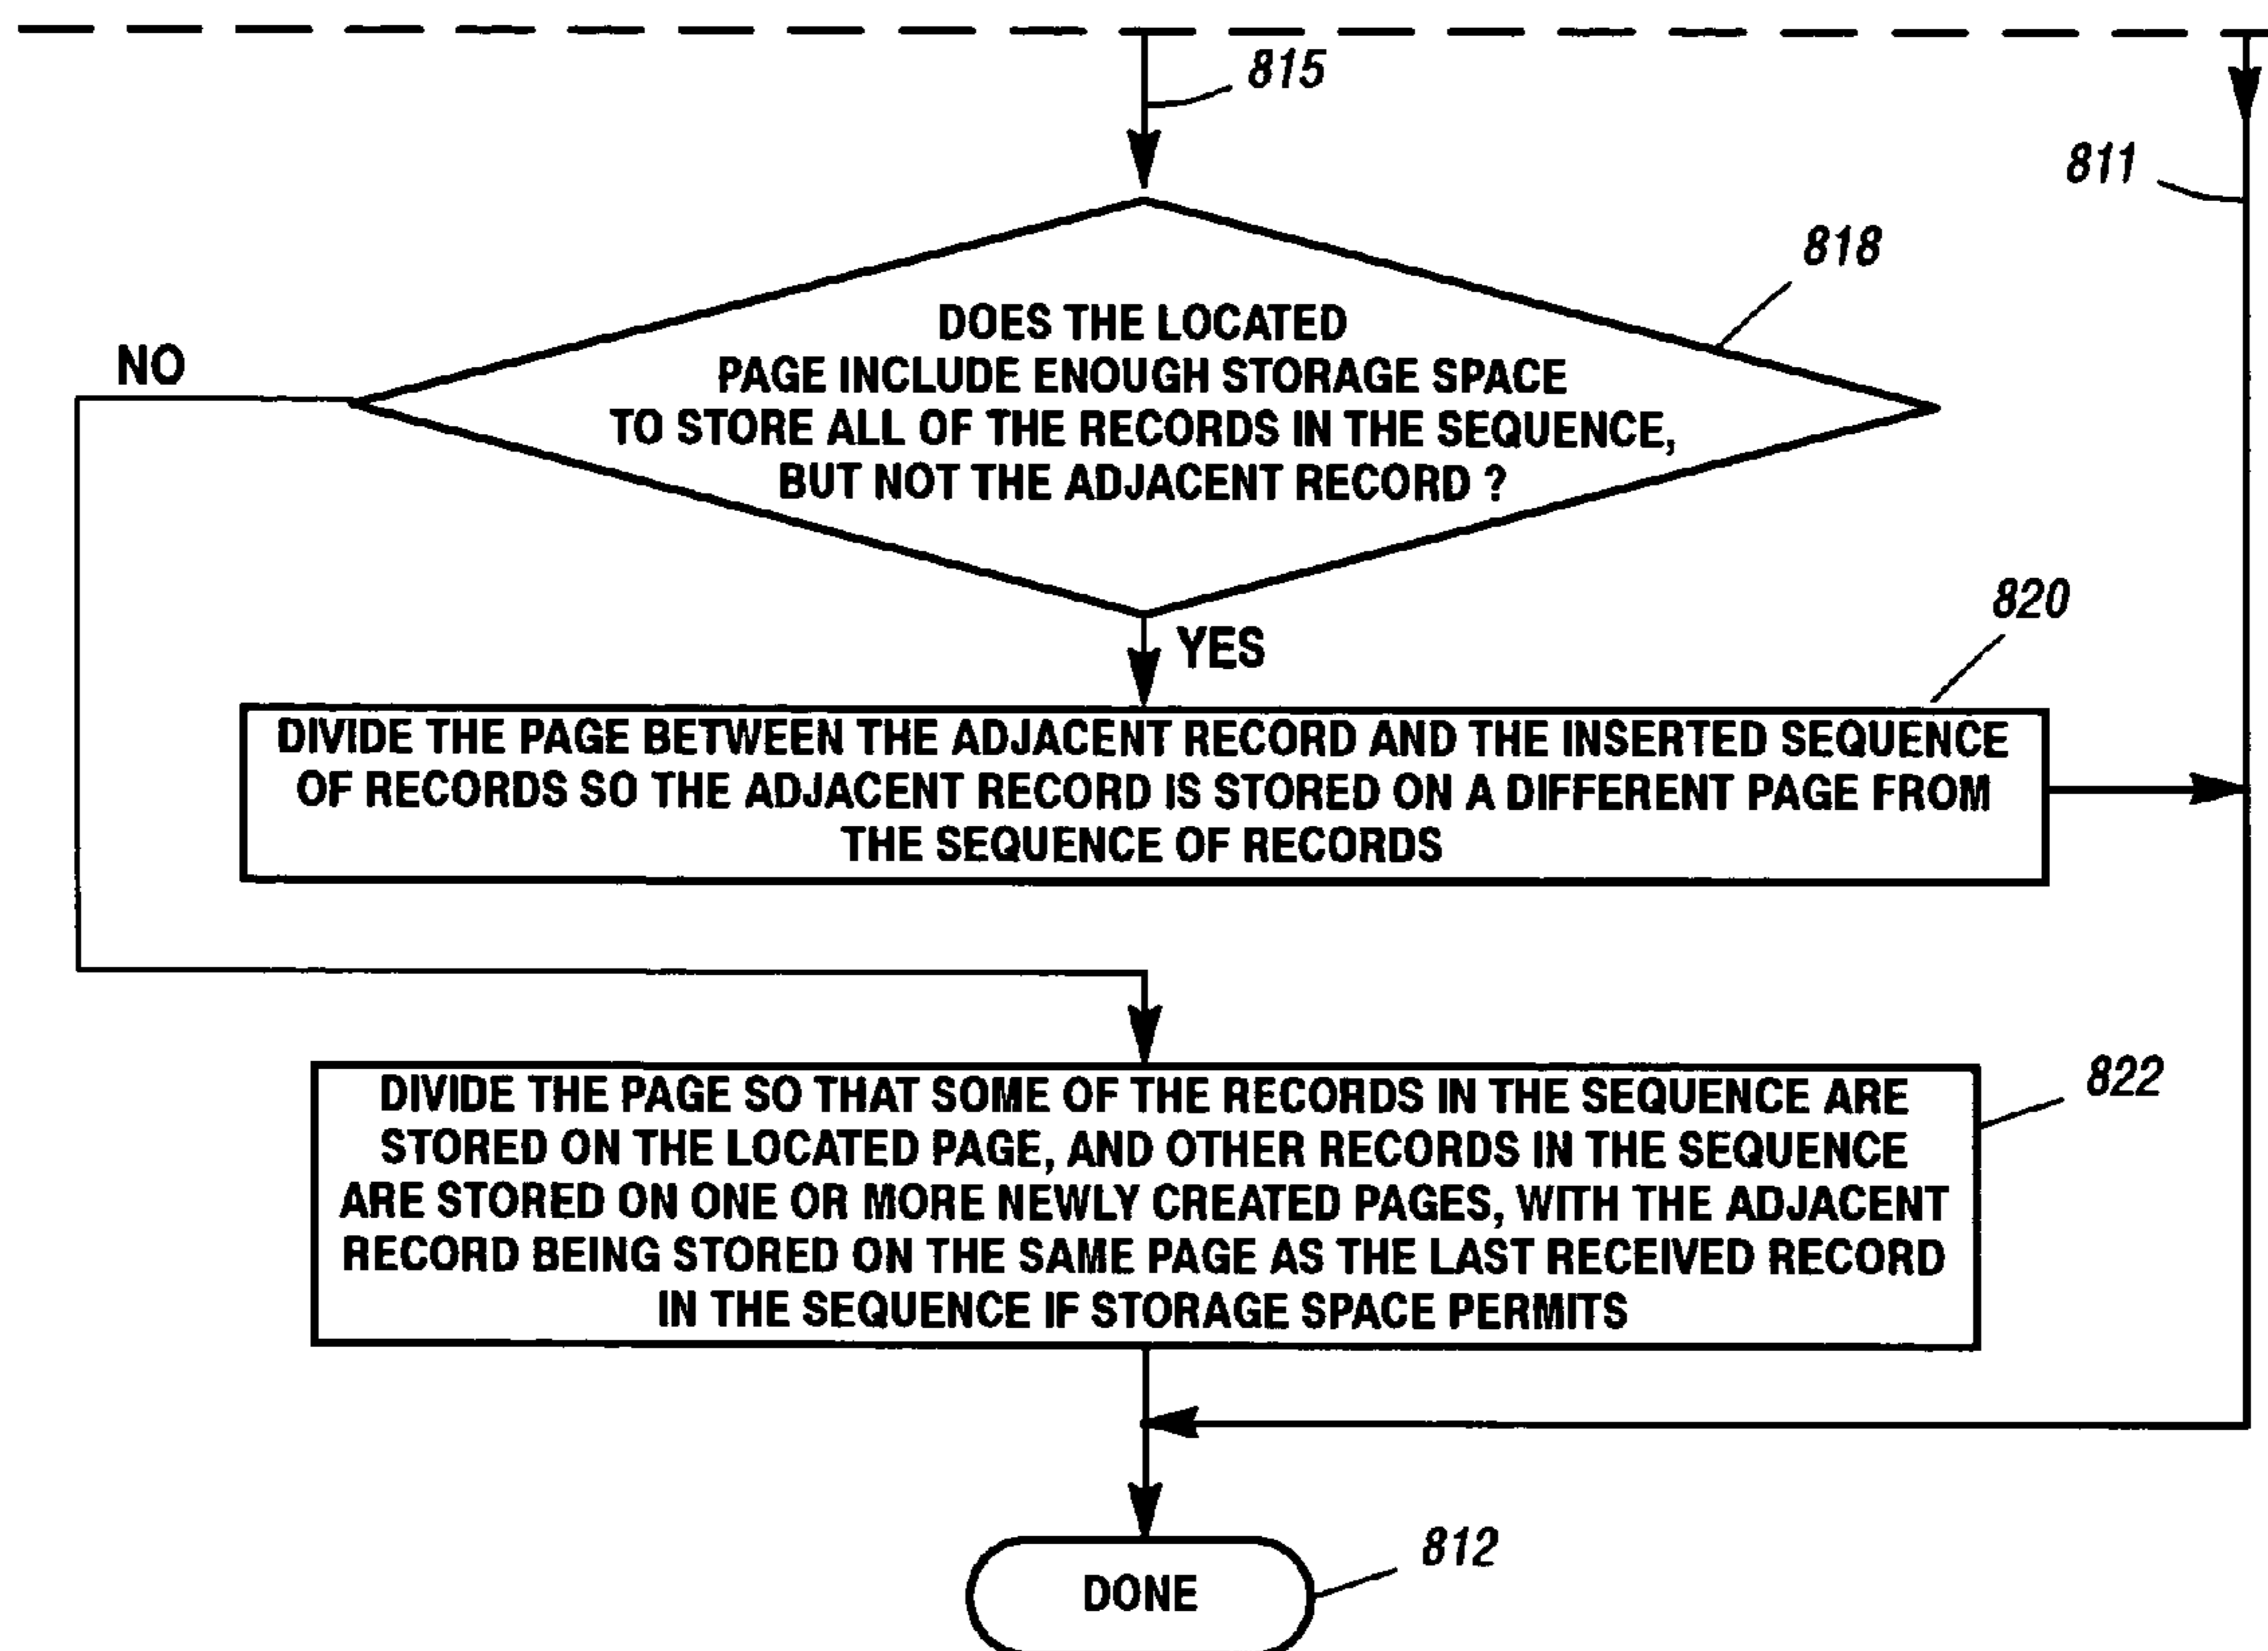 815
811
818
DOES THE LOCATED
PAGE INCLUDE ENOUGH STORAGE SPACE
TO STORE ALL OF THE RECORDS IN THE SEQUENCE,
BUT NOT THE ADJACENT RECORD ?
NO
YES
820
DIVIDE THE PAGE BETWEEN THE ADJACENT RECORD AND THE INSERTED SEQUENCE
OF RECORDS SO THE ADJACENT RECORD IS STORED ON A DIFFERENT PAGE FROM
THE SEQUENCE OF RECORDS
822
DIVIDE THE PAGE SO THAT SOME OF THE RECORDS IN THE SEQUENCE ARE
STORED ON THE LOCATED PAGE, AND OTHER RECORDS IN THE SEQUENCE
ARE STORED ON ONE OR MORE NEWLY CREATED PAGES, WITH THE ADJACENT
RECORD BEING STORED ON THE SAME PAGE AS THE LAST RECEIVED RECORD
IN THE SEQUENCE IF STORAGE SPACE PERMITS
812
DONE